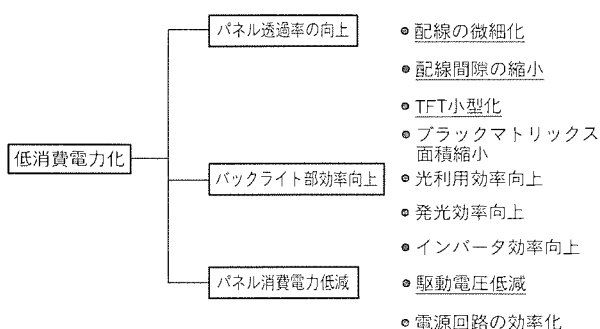 パネル透過率の向上
● 配線の微細化
● 配線間隙の縮小
● TFT小型化
● ブラックマトリックス
面積縮小
低消費電力化
バックライト部効率向上
● 光利用効率向上
● 発光効率向上
● インバータ効率向上
パネル消費電力低減
● 駆動電圧低減
● 電源回路の効率化